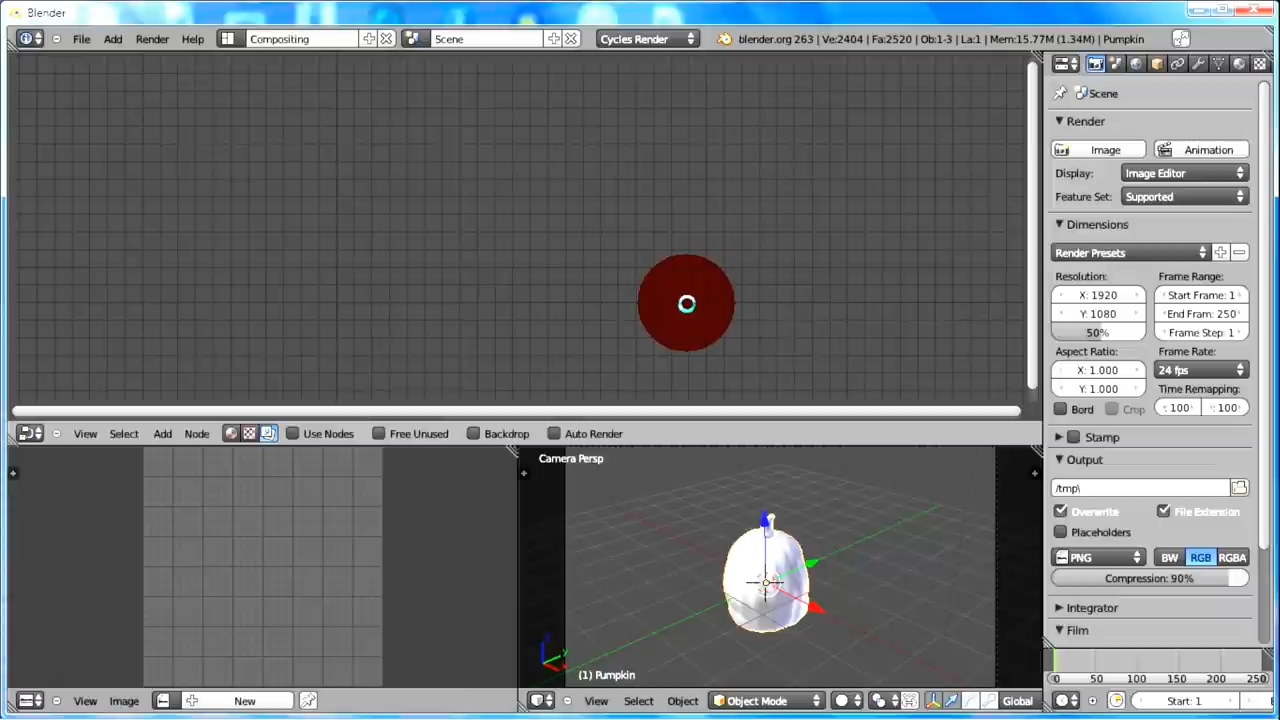 Blender
File Add Render Help Compositing Scene Cycles Render blender.org 263 | Ve:2404 | Fa:2520 | Ob:1-3 | La:1 | Mem:15.77M (1.34M) | Pumpkin
Scene
Render
Image Animation
Display: Image Editor
Feature Set: Supported
Dimensions
Render Presets
Resolution: Frame Range:
X: 1920 Start Frame: 1
Y: 1080 End Fram: 250
50% Frame Step: 1
Aspect Ratio: Frame Rate:
X: 1.000 24 fps
Y: 1.000 Time Remapping:
Bord Crop : 100 : 100
Stamp
Output
/tmp\
Overwrite File Extension
Placeholders
PNG BW RGB RGBA
Compression: 90%
Integrator
Film
View Select Add Node Use Nodes Free Unused Backdrop Auto Render
Camera Persp
(1) Pumpkin
0 50 100 150 200 250
View Image New
View Select Object Object Mode Global
Start: 1